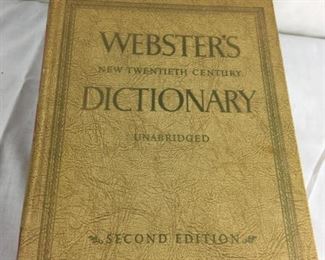 WEBSTER'S
NEW TWENTIETH CENTURY
DICTIONARY
UNABRIDGED
SECOND EDITION